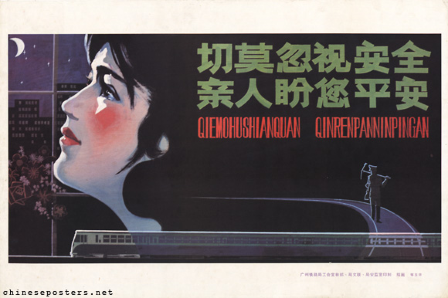 切莫忽视安全
亲人盼您平安
QIEMOHUSHIANQUAN QINRENPANNINPINGAN
chineseposters.net